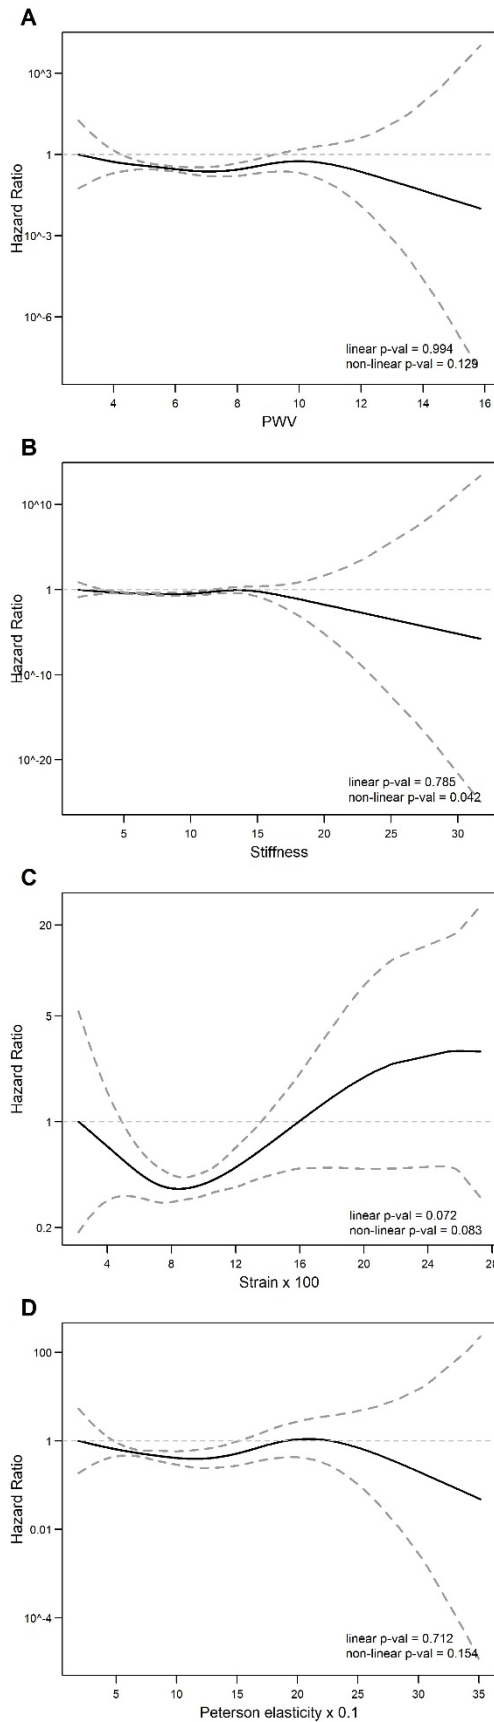 A
10^3
1
10^-3
10^-6
Hazard Ratio
linear p-val = 0.994
non-linear p-val = 0.129
4 6 8 10 12 14 16
PWV
B
10^10
1
10^-10
10^-20
Hazard Ratio
linear p-val = 0.785
non-linear p-val = 0.042
5 10 15 20 25 30
Stiffness
C
20
5
1
0.2
Hazard Ratio
linear p-val = 0.072
non-linear p-val = 0.083
4 8 12 16 20 24 28
Strain x 100
D
100
1
0.01
10^-4
Hazard Ratio
linear p-val = 0.712
non-linear p-val = 0.154
5 10 15 20 25 30 35
Peterson elasticity x 0.1